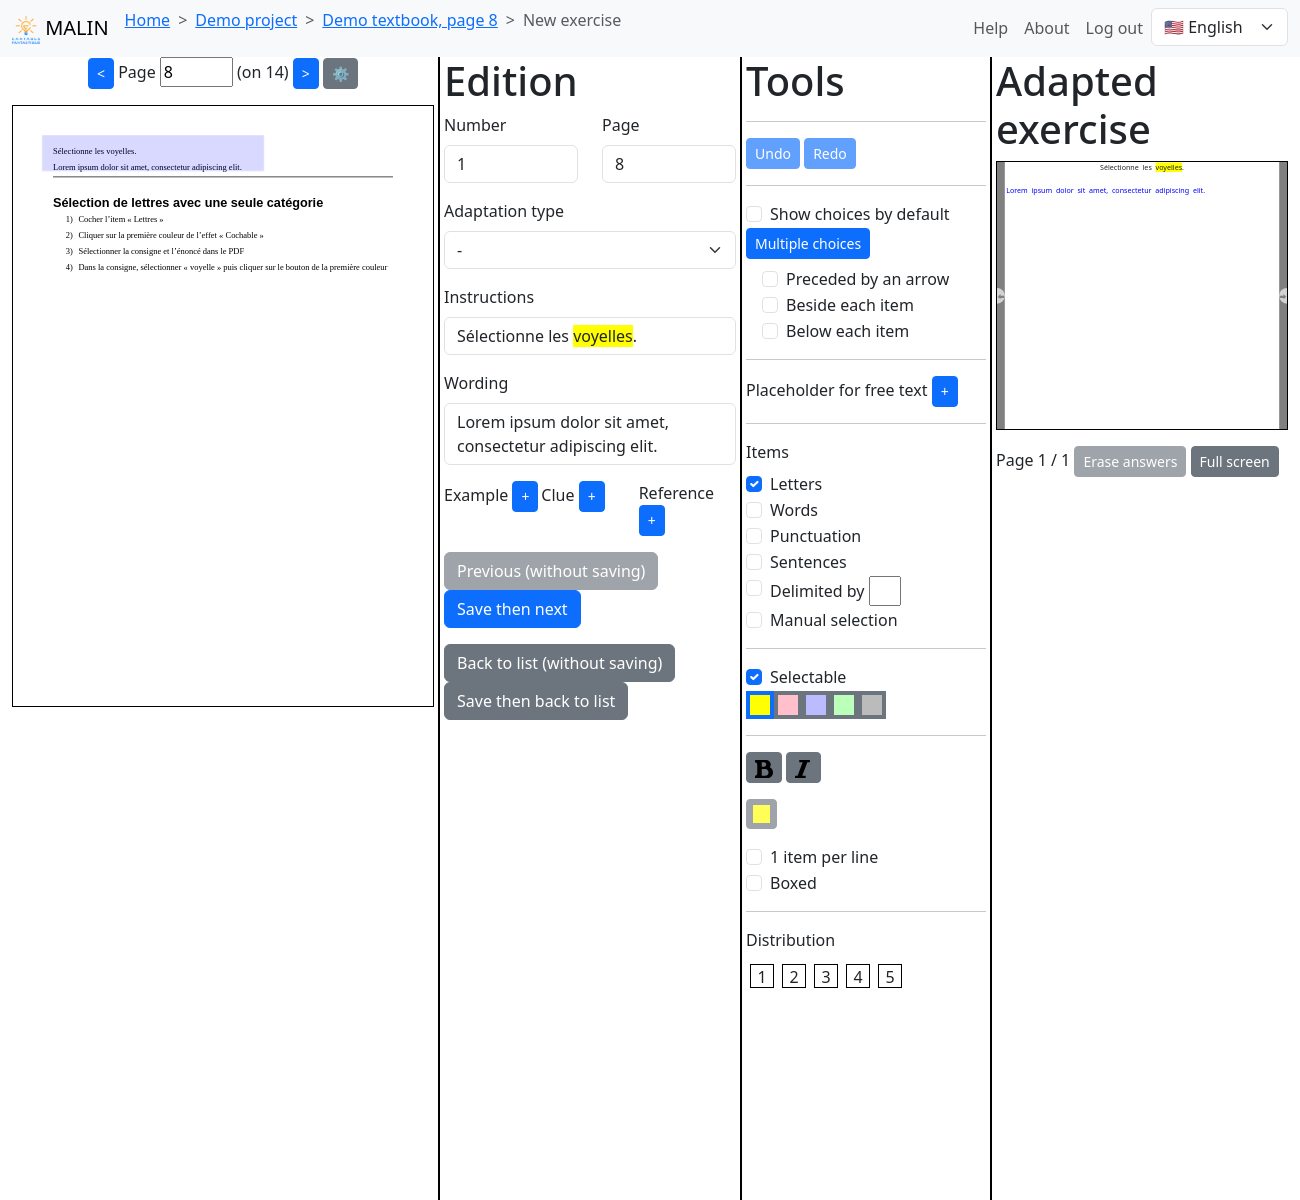 MALIN
Home > Demo project > Demo textbook, page 8 > New exercise
Help About Log out 🇺🇸 English
< Page 8 (on 14) > ⚙️
Sélectionne les voyelles.
Lorem ipsum dolor sit amet, consectetur adipiscing elit.
Sélection de lettres avec une seule catégorie
1) Cocher l’item « Lettres »
2) Cliquer sur la première couleur de l’effet « Cochable »
3) Sélectionner la consigne et l’énoncé dans le PDF
4) Dans la consigne, sélectionner « voyelle » puis cliquer sur le bouton de la première couleur
Edition
Number Page
1 8
Adaptation type
-
Instructions
Sélectionne les voyelles.
Wording
Lorem ipsum dolor sit amet,
consectetur adipiscing elit.
Example + Clue + Reference
+
Previous (without saving)
Save then next
Back to list (without saving)
Save then back to list
Tools
Undo Redo
Show choices by default
Multiple choices
Preceded by an arrow
Beside each item
Below each item
Placeholder for free text +
Items
Letters
Words
Punctuation
Sentences
Delimited by
Manual selection
Selectable
B I
1 item per line
Boxed
Distribution
1 2 3 4 5
Adapted
exercise
Sélectionne les voyelles.
Lorem ipsum dolor sit amet, consectetur adipiscing elit.
Page 1 / 1 Erase answers Full screen